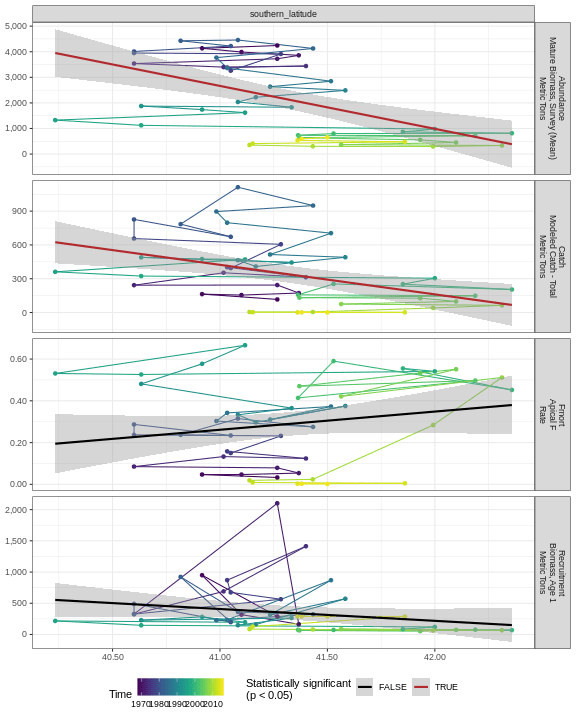 southern_latitude
5,000
4,000
3,000
2,000
1,000
0
Abundance
Mature Biomass, Survey (Mean)
Metric Tons
900
600
300
0
Catch
Modelled Catch - Total
Metric Tons
0.60
0.40
0.20
0.00
Fmort
Apical F
Rate
2,000
1,500
1,000
500
0
Recruitment
Biomass, Age 1
Metric Tons
40.50
41.00
41.50
42.00
Time
1970 1980 1990 2000 2010
Statistically significant
(p < 0.05)
FALSE
TRUE